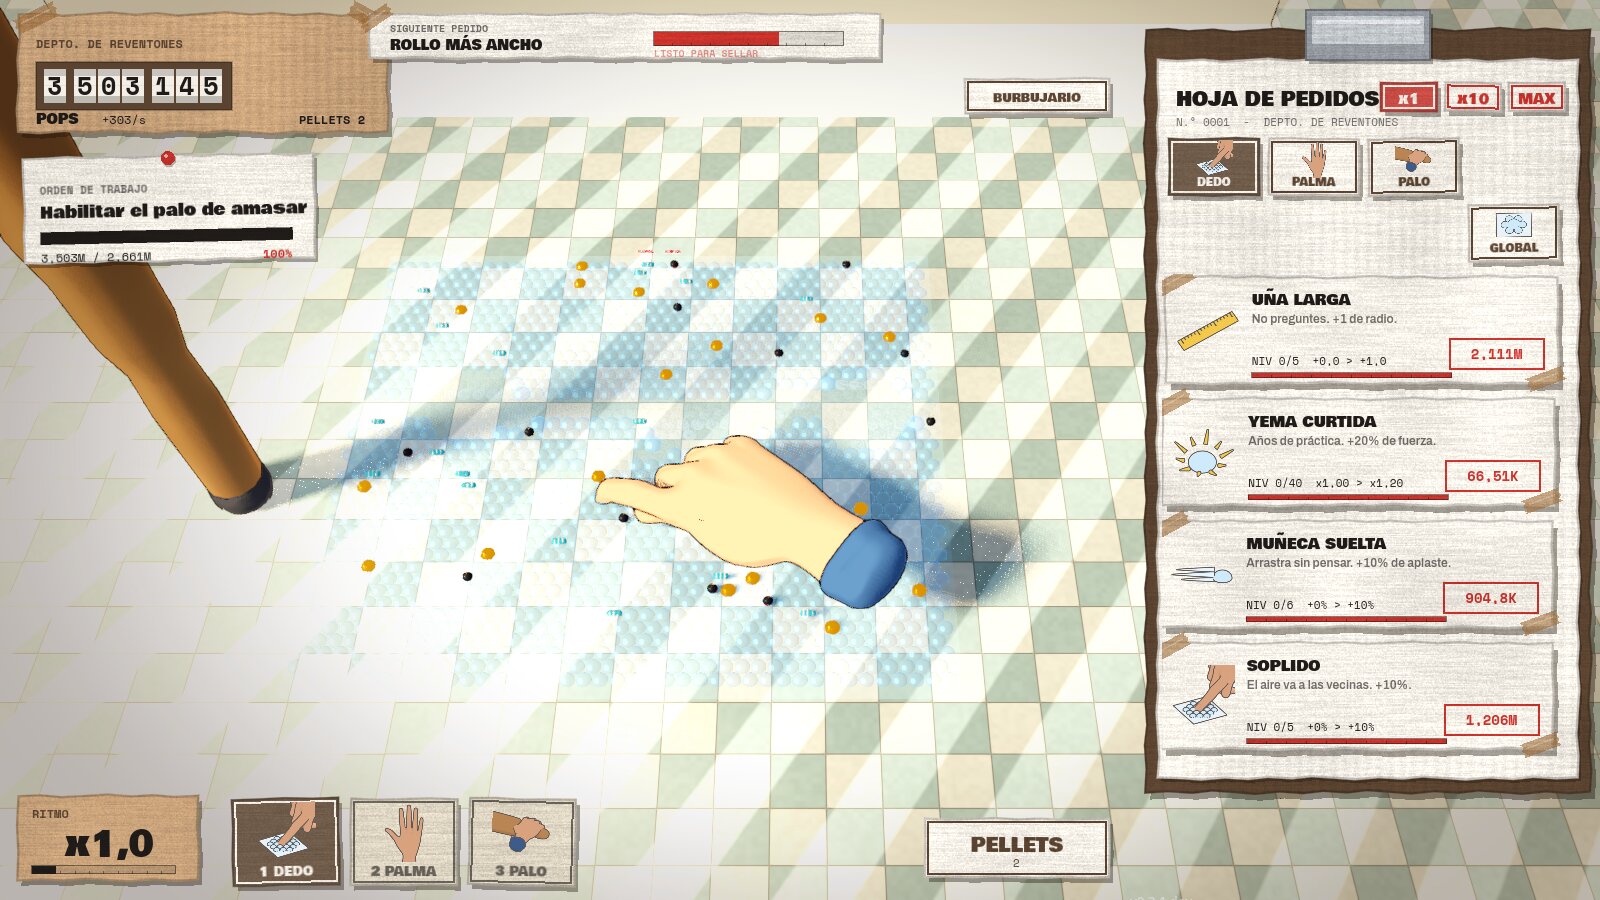 DEPTO. DE REVENTONES
3 503 145
POPS +303/s PELLETS 2
SIGUIENTE PEDIDO
ROLLO MÁS ANCHO
LISTO PARA SELLAR
ORDEN DE TRABAJO
Habilitar el palo de amasar
3,503M / 2,661M 100%
BURBUJARIO
HOJA DE PEDIDOS x1 x10 MAX
N.° 0001 - DEPTO. DE REVENTONES
DEDO PALMA PALO
GLOBAL
UÑA LARGA
No preguntes. +1 de radio.
NIV 0/5 +0,0 > +1,0 2,111M
YEMA CURTIDA
Años de práctica. +20% de fuerza.
NIV 0/40 x1,00 > x1,20 66,51K
MUÑECA SUELTA
Arrastra sin pensar. +10% de aplaste.
NIV 0/6 +0% > +10% 904,8K
SOPLIDO
El aire va a las vecinas. +10%.
NIV 0/5 +0% > +10% 1,206M
RITMO
x1,0
1 DEDO 2 PALMA 3 PALO
PELLETS
2